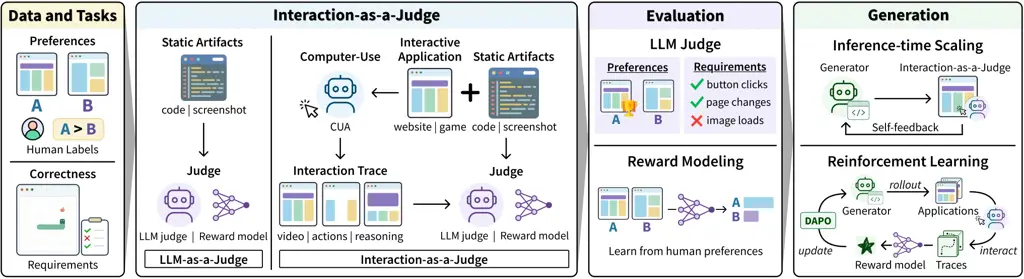 Data and Tasks
Preferences
A
B
A > B
Human Labels
Correctness
Requirements
Interaction-as-a-Judge
Static Artifacts
code | screenshot
Judge
LLM judge | Reward model
LLM-as-a-Judge
Computer-Use
CUA
Interactive
Application
website | game
Static Artifacts
code | screenshot
Interaction Trace
video | actions | reasoning
Judge
LLM judge | Reward model
Interaction-as-a-Judge
Evaluation
LLM Judge
Preferences
A
B
Requirements
button clicks
page changes
image loads
Reward Modeling
A
B
A
B
Learn from human preferences
Generation
Inference-time Scaling
Generator
Interaction-as-a-Judge
</>
Self-feedback
Reinforcement Learning
rollout
Generator
Applications
DAPO
update
Reward model
Traces
interact